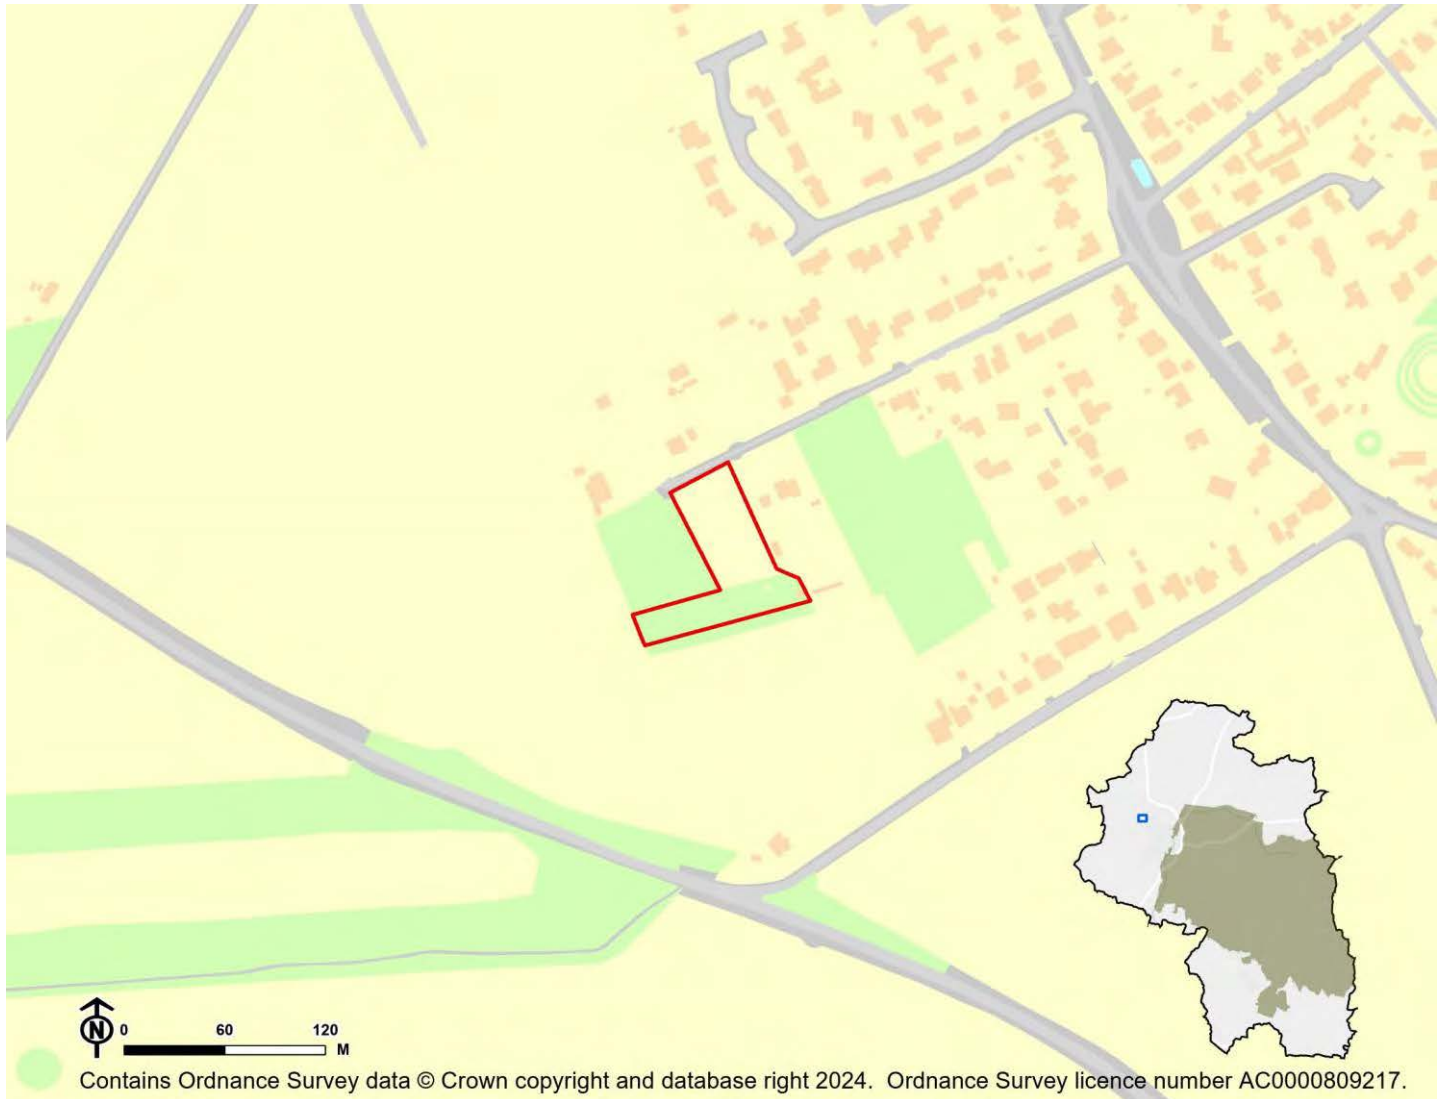 N 0 60 120
M
Contains Ordnance Survey data © Crown copyright and database right 2024. Ordnance Survey licence number AC0000809217.